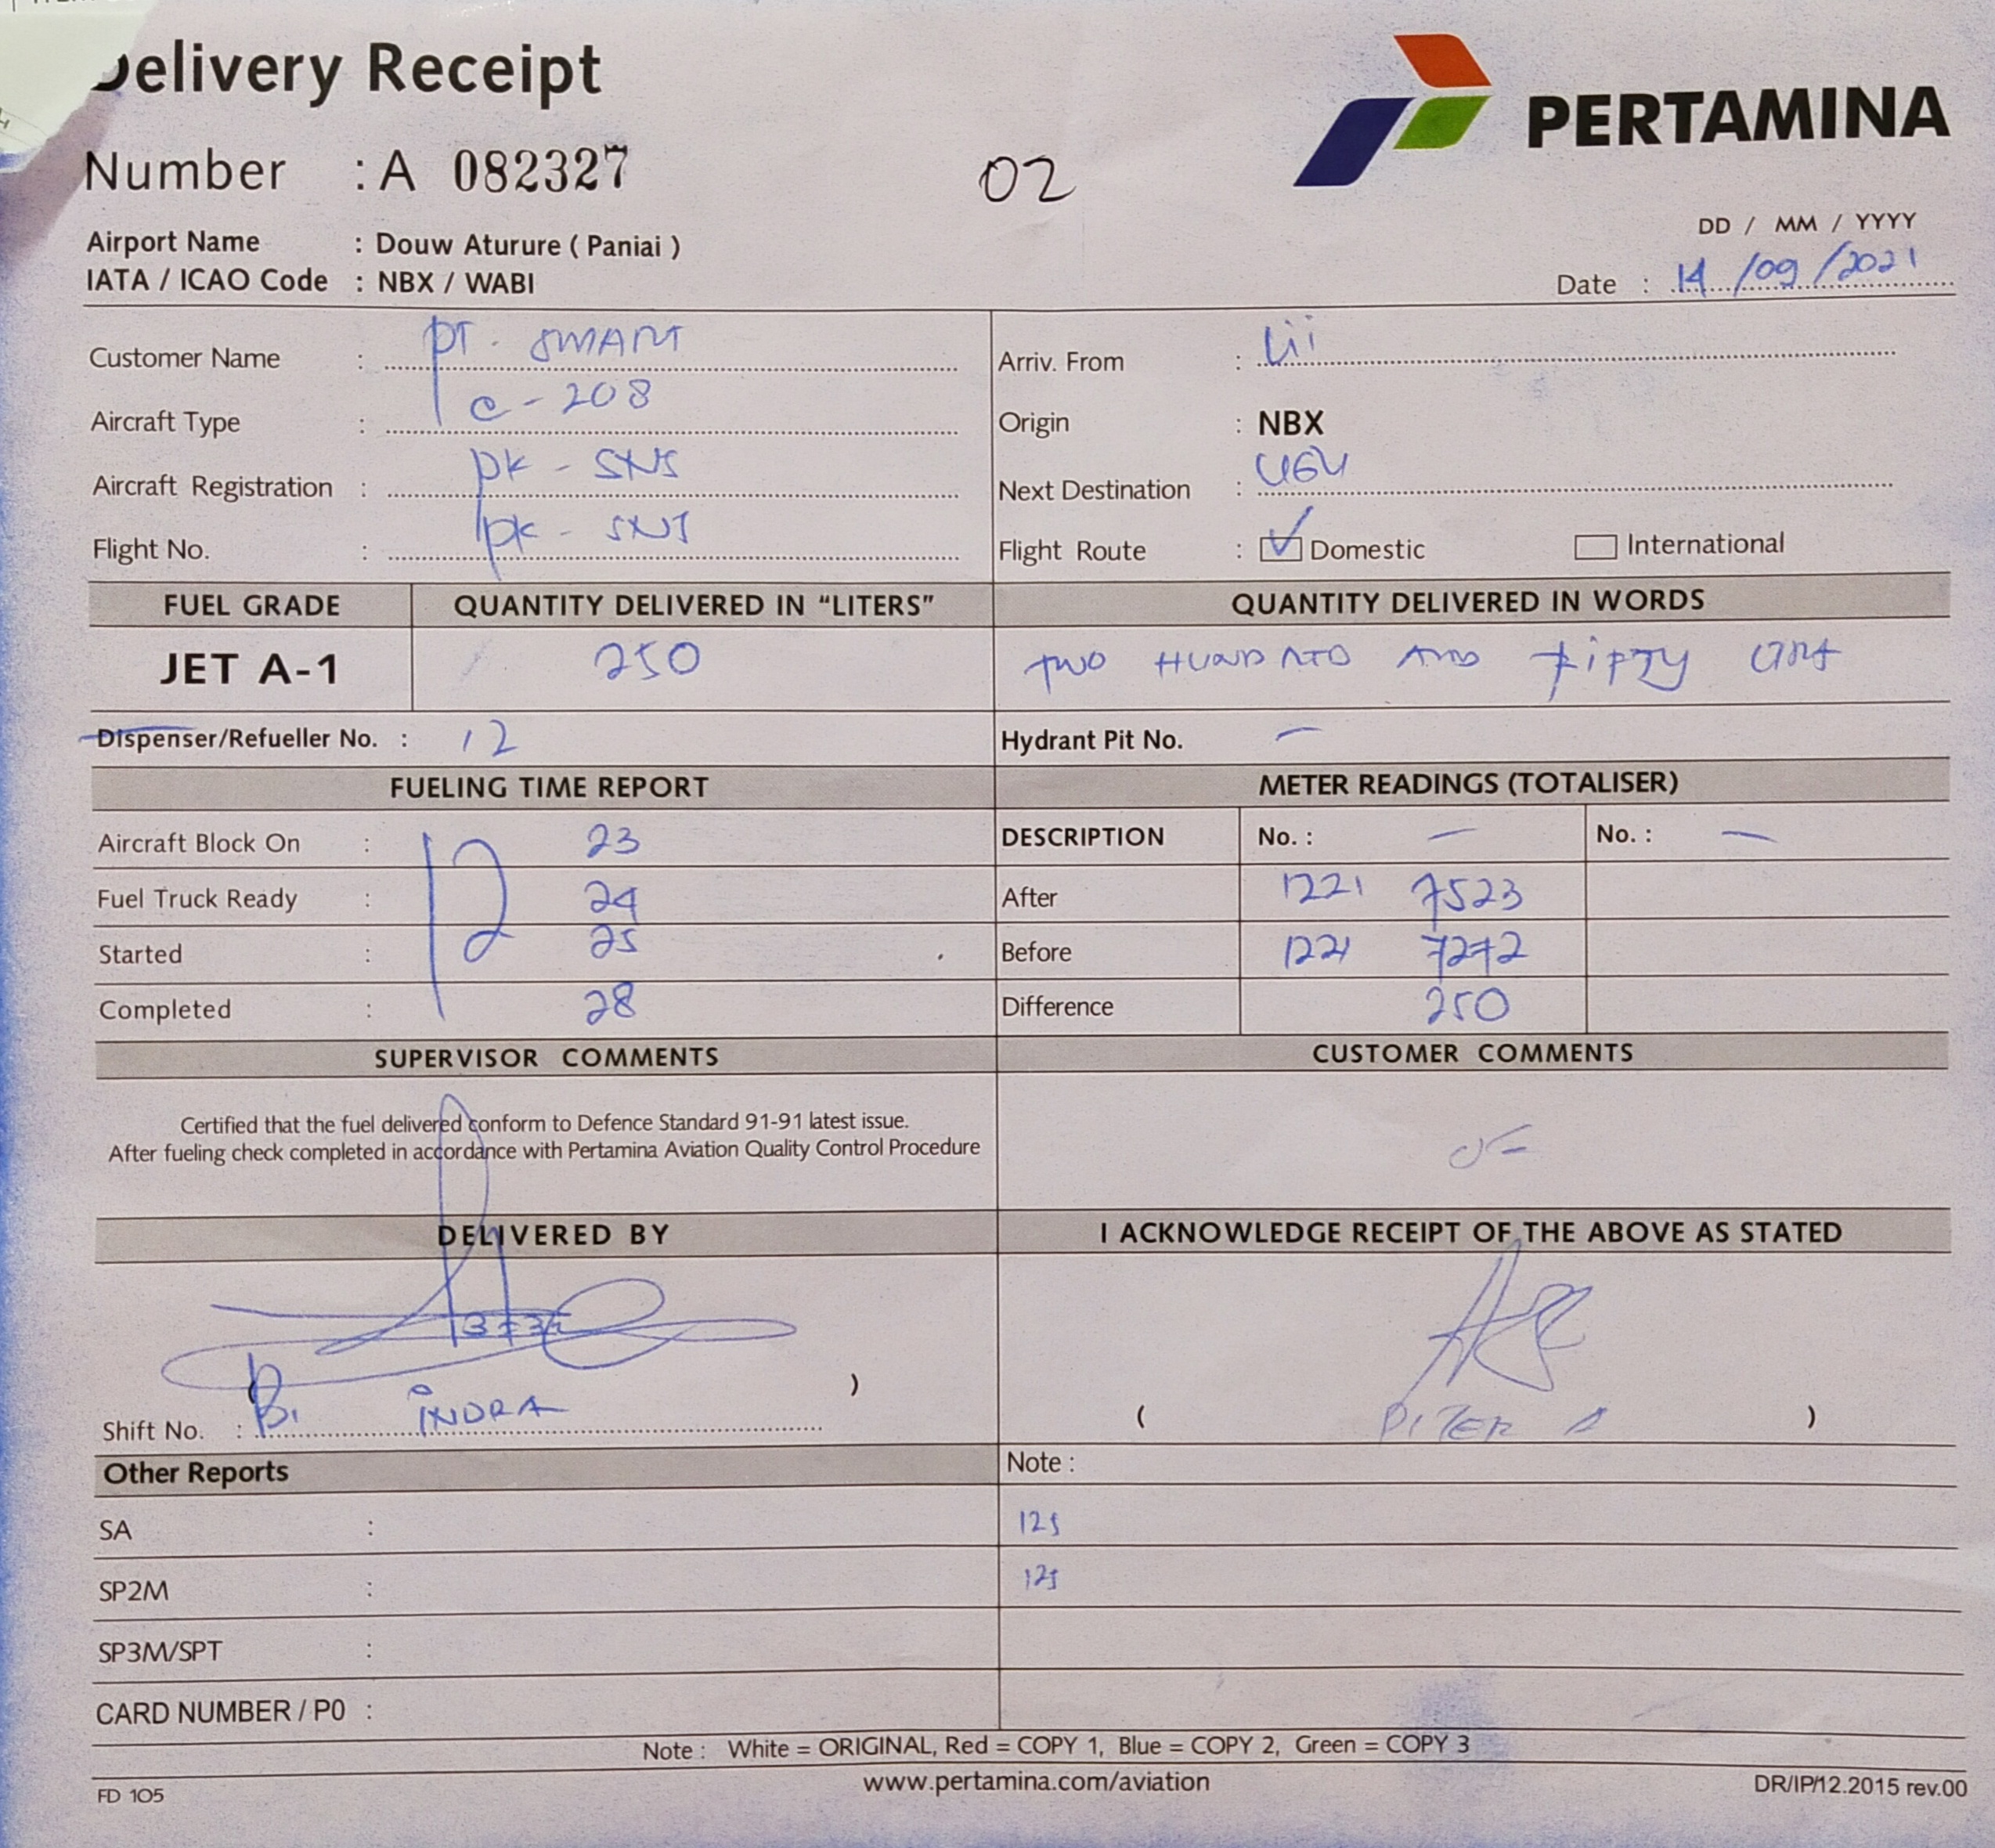 Delivery Receipt
PERTAMINA
Number : A 082327
02
Airport Name : Douw Aturure ( Paniai )
IATA / ICAO Code : NBX / WABI
DD / MM / YYYY
Date : 14/09/2021
Customer Name : PT. SMART
Arriv. From :
Aircraft Type : C-208
Origin : NBX
Aircraft Registration : PK - SNS
Next Destination :
Flight No. : PK - SNS
Flight Route : ✓ Domestic International
FUEL GRADE QUANTITY DELIVERED IN “LITERS” QUANTITY DELIVERED IN WORDS
JET A-1 250 TWO AND FIFTY
Dispenser/Refueller No. : 12 Hydrant Pit No. –
FUELING TIME REPORT METER READINGS (TOTALISER)
Aircraft Block On : 12 23 DESCRIPTION No. : – No. : –
Fuel Truck Ready : 24 After 1221 7523
Started : 25 Before 1221
Completed : 28 Difference 250
SUPERVISOR COMMENTS CUSTOMER COMMENTS
Certified that the fuel delivered conform to Defence Standard 91-91 latest issue.
After fueling check completed in accordance with Pertamina Aviation Quality Control Procedure
DELIVERED BY I ACKNOWLEDGE RECEIPT OF THE ABOVE AS STATED
)
Shift No. : INDRA
( PITER )
Other Reports Note :
SA : 125
SP2M : 125
SP3M/SPT :
CARD NUMBER / P0 :
Note : White = ORIGINAL, Red = COPY 1, Blue = COPY 2, Green = COPY 3
FD 105 www.pertamina.com/aviation DR/IP/12.2015 rev.00